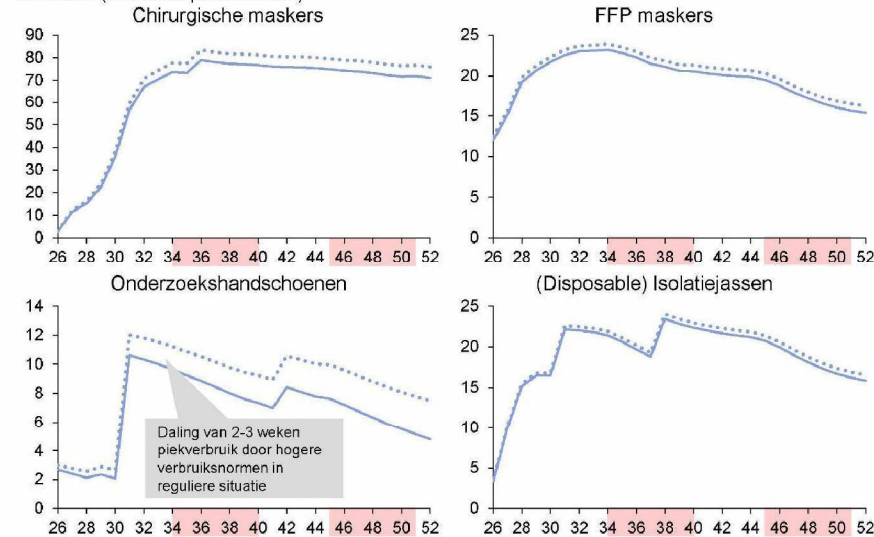 Chirurgische maskers
90
80
70
60
50
40
30
20
10
0
26 28 30 32 34 36 38 40 42 44 46 48 50 52
FFP maskers
25
20
15
10
5
0
26 28 30 32 34 36 38 40 42 44 46 48 50 52
Onderzoekshandschoenen
14
12
10
8
6
4
2
0
26 28 30 32 34 36 38 40 42 44 46 48 50 52
Daling van 2-3 weken
piekverbruik door hogere
verbruiksnormen in
reguliere situatie
(Disposable) Isolatiejassen
25
20
15
10
5
0
26 28 30 32 34 36 38 40 42 44 46 48 50 52